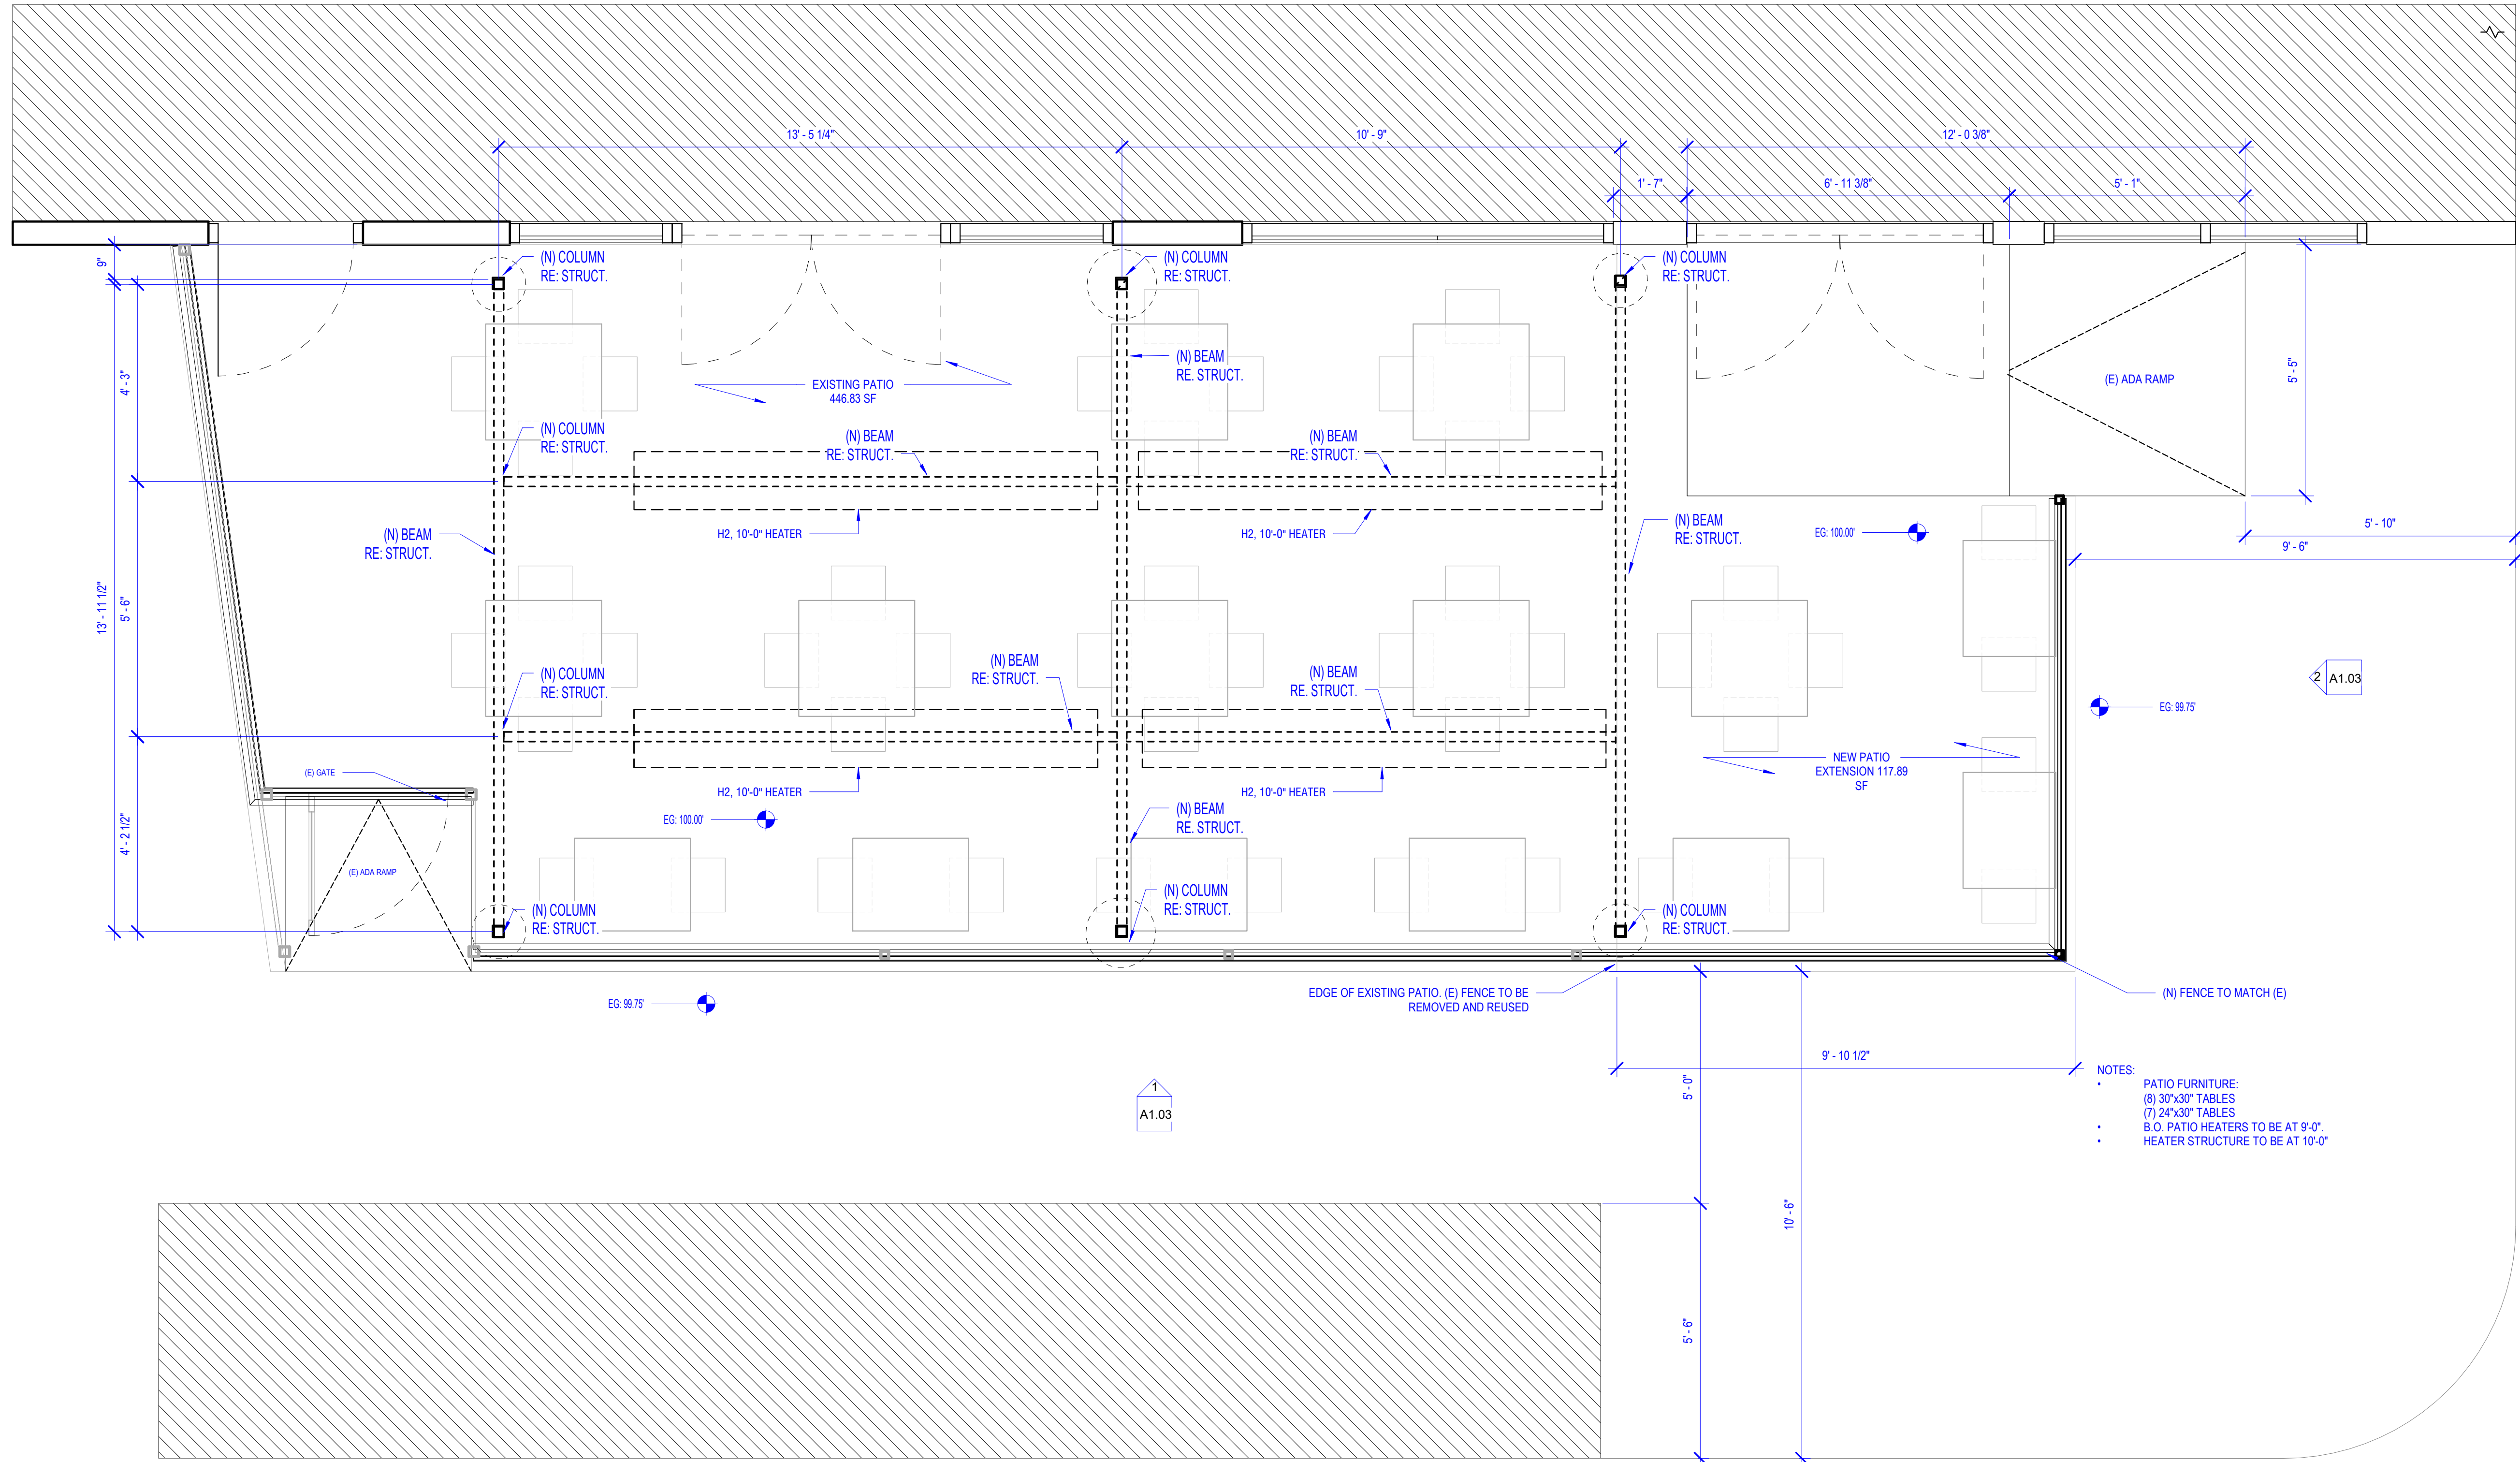 13' - 5 1/4"
10' - 9"
12' - 0 3/8"
1' - 7"
6' - 11 3/8"
5' - 1"
9"
(N) COLUMN
RE: STRUCT.
(N) COLUMN
RE: STRUCT.
(N) COLUMN
RE: STRUCT.
(N) BEAM
RE. STRUCT.
4' - 3"
EXISTING PATIO
446.83 SF
(E) ADA RAMP
5' - 5"
(N) COLUMN
RE: STRUCT.
(N) BEAM
RE: STRUCT.
(N) BEAM
RE: STRUCT.
(N) BEAM
RE: STRUCT.
H2, 10'-0" HEATER
H2, 10'-0" HEATER
(N) BEAM
RE: STRUCT.
EG: 100.00'
5' - 10"
9' - 6"
13' - 11 1/2"
5' - 6"
(N) COLUMN
RE: STRUCT.
(N) BEAM
RE: STRUCT.
(N) BEAM
RE. STRUCT.
2
A1.03
EG: 99.75'
(E) GATE
NEW PATIO
EXTENSION 117.89
SF
H2, 10'-0" HEATER
H2, 10'-0" HEATER
EG: 100.00'
(N) BEAM
RE. STRUCT.
4' - 2 1/2"
(E) ADA RAMP
(N) COLUMN
RE: STRUCT.
(N) COLUMN
RE: STRUCT.
(N) COLUMN
RE: STRUCT.
EG: 99.75'
EDGE OF EXISTING PATIO. (E) FENCE TO BE
REMOVED AND REUSED
(N) FENCE TO MATCH (E)
9' - 10 1/2"
5' - 0"
1
A1.03
NOTES:
• PATIO FURNITURE:
(8) 30"x30" TABLES
(7) 24"x30" TABLES
• B.O. PATIO HEATERS TO BE AT 9'-0".
• HEATER STRUCTURE TO BE AT 10'-0"
10' - 6"
5' - 6"